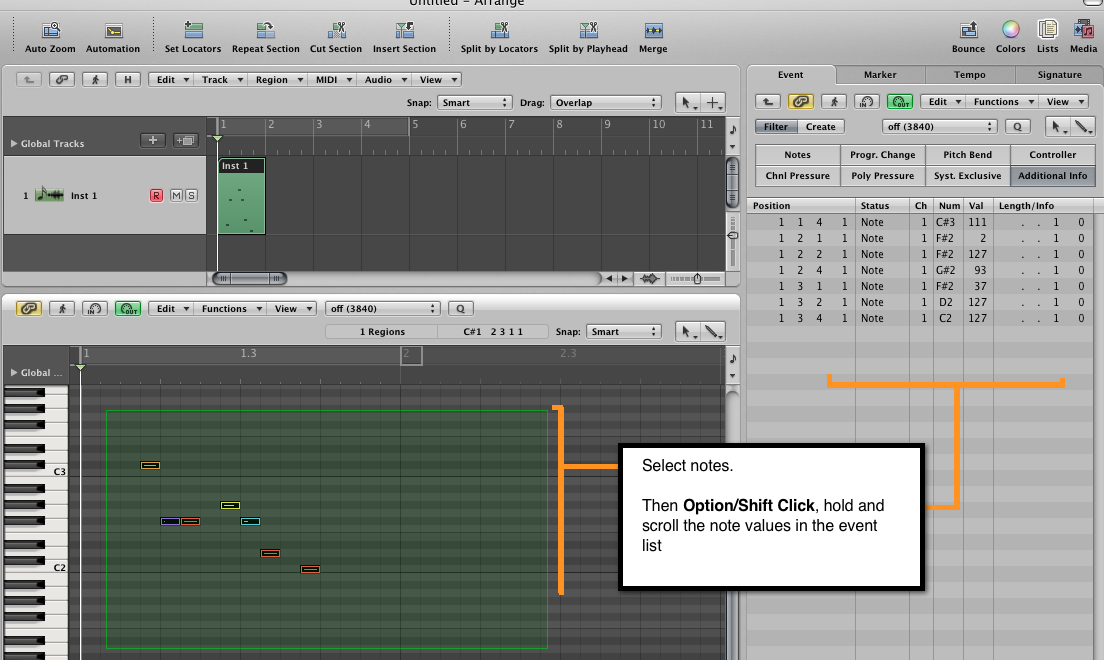 Untitled – Arrange
Auto Zoom Automation Set Locators Repeat Section Cut Section Insert Section Split by Locators Split by Playhead Merge Bounce Colors Lists Media
H Edit Track Region MIDI Audio View
Snap: Smart Drag: Overlap
1 2 3 4 5 6 7 8 9 10 11
Global Tracks
Inst 1
1 Inst 1 R M S
IN OUT Edit Functions View off (3840) Q
1 Regions C#1 2 3 1 1 Snap: Smart
1 1.3 2 2.3
Global ...
C3
C2
Event Marker Tempo Signature
IN OUT Edit Functions View
Filter Create off (3840) Q
Notes Progr. Change Pitch Bend Controller
Chnl Pressure Poly Pressure Syst. Exclusive Additional Info
Position Status Ch Num Val Length/Info
1 1 4 1 Note 1 C#3 111 . . 1 0
1 2 1 1 Note 1 F#2 2 . . 1 0
1 2 2 1 Note 1 F#2 127 . . 1 0
1 2 4 1 Note 1 G#2 93 . . 1 0
1 3 1 1 Note 1 F#2 37 . . 1 0
1 3 2 1 Note 1 D2 127 . . 1 0
1 3 4 1 Note 1 C2 127 . . 1 0
Select notes.
Then Option/Shift Click, hold and
scroll the note values in the event
list